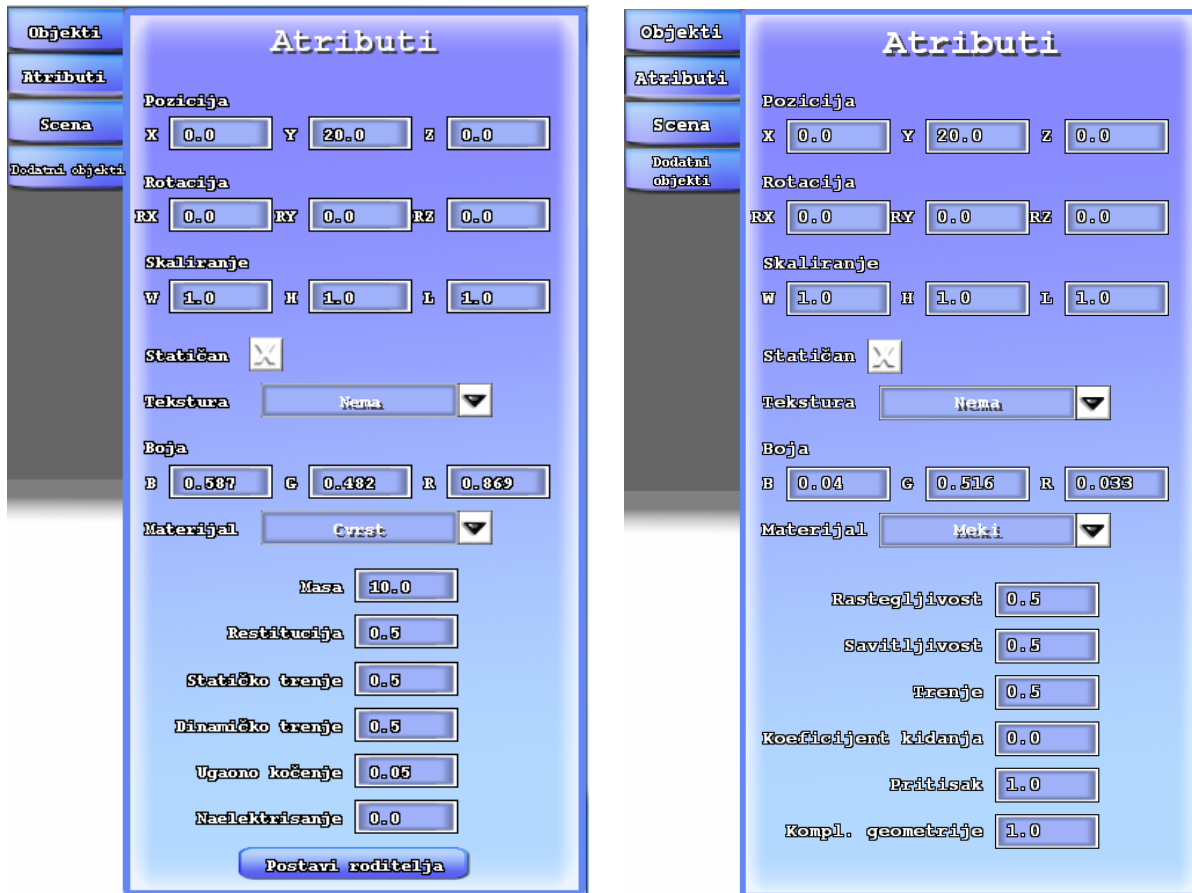 Objekti
Atributi
Scena
Dodatni objekti
Atributi
Pozicija
X 0.0 Y 20.0 Z 0.0
Rotacija
RX 0.0 RY 0.0 RZ 0.0
Skaliranje
W 1.0 H 1.0 L 1.0
Statičan X
Tekstura Nema
Boja
B 0.587 G 0.482 R 0.869
Materijal Cvrst
Masa 10.0
Restitucija 0.5
Statičko trenje 0.5
Dinamičko trenje 0.5
Ugaono kočenje 0.05
Naelektrisanje 0.0
Postavi roditelja
Objekti
Atributi
Scena
Dodatni
objekti
Atributi
Pozicija
X 0.0 Y 20.0 Z 0.0
Rotacija
RX 0.0 RY 0.0 RZ 0.0
Skaliranje
W 1.0 H 1.0 L 1.0
Statičan X
Tekstura Nema
Boja
B 0.04 G 0.516 R 0.033
Materijal Meki
Rastegljivost 0.5
Savitljivost 0.5
Trenje 0.5
Koeficijent kidanja 0.0
Pritisak 1.0
Kompl. geometrije 1.0